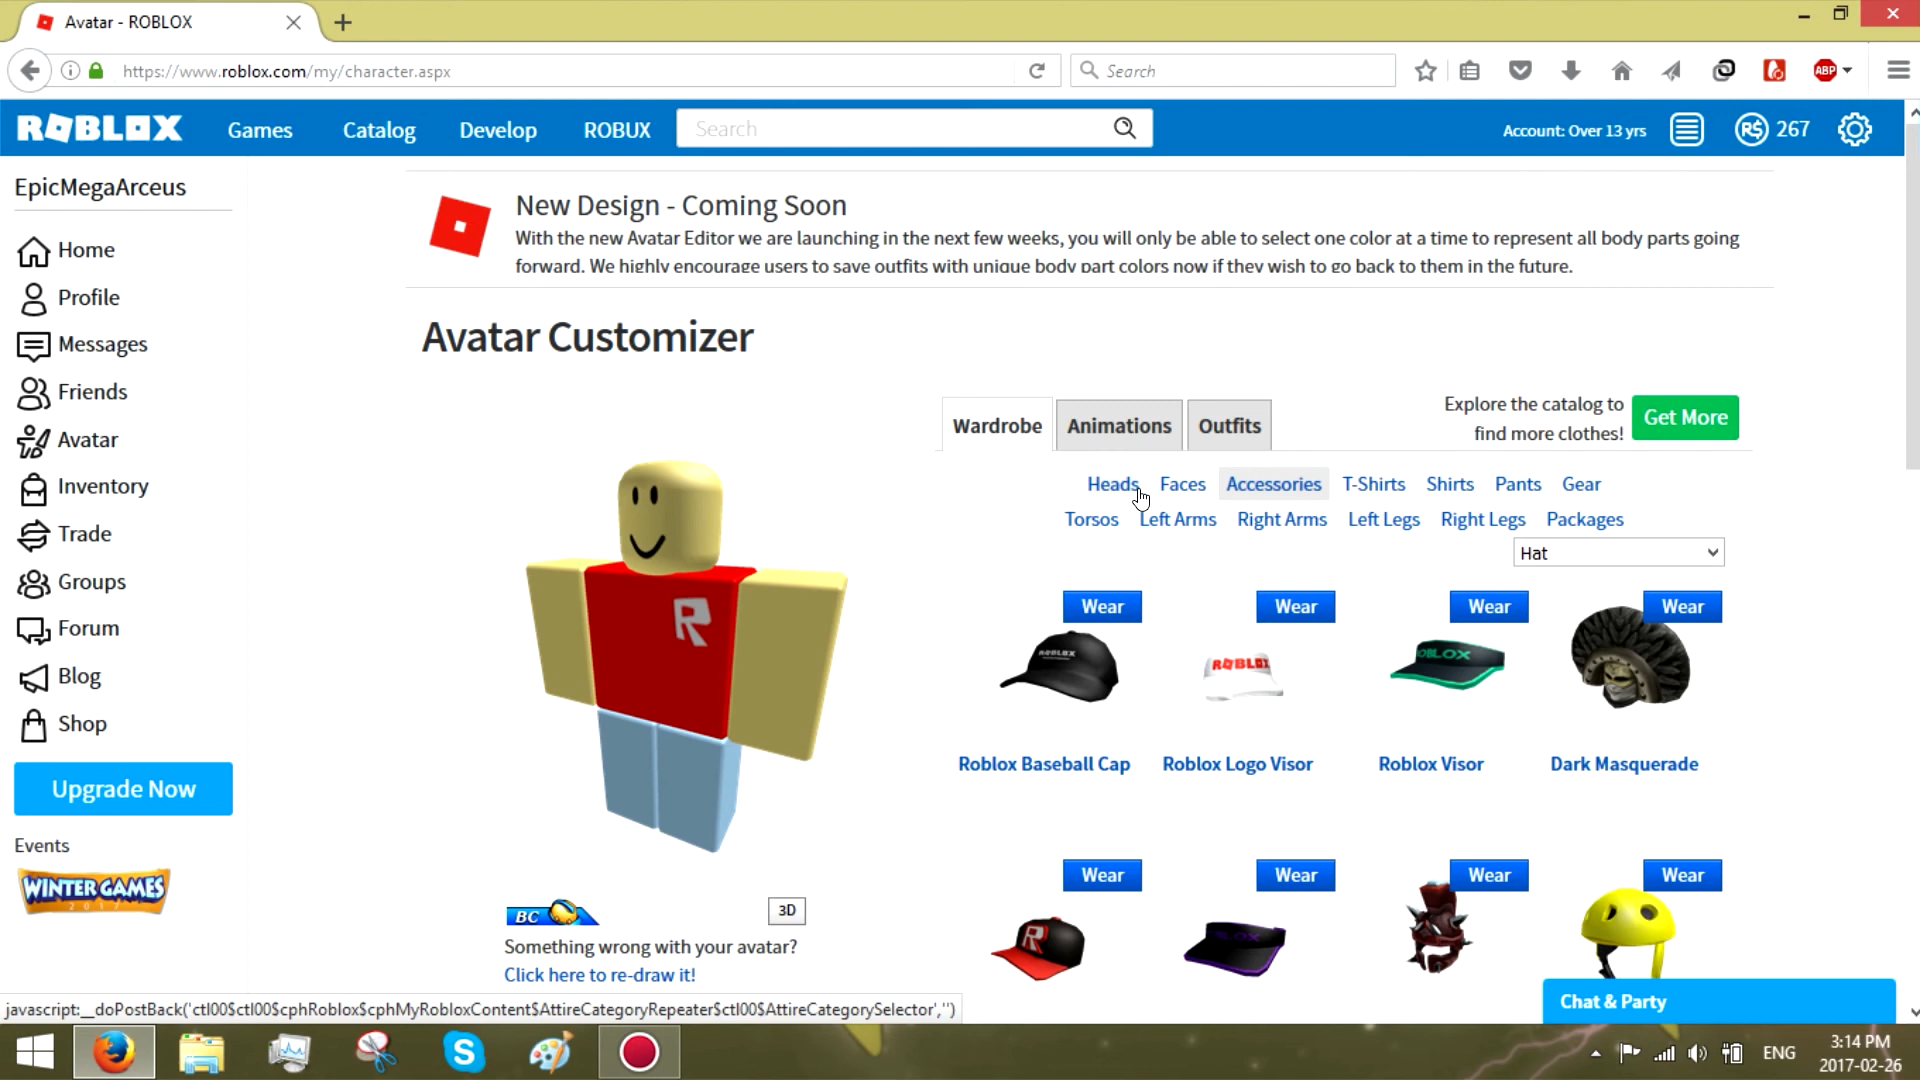 Avatar - ROBLOX
https://www.roblox.com/my/character.aspx
Search
ABP
ROBLOX
Games
Catalog
Develop
ROBUX
Search
Account: Over 13 yrs
R$ 267
EpicMegaArceus
Home
Profile
Messages
Friends
Avatar
Inventory
Trade
Groups
Forum
Blog
Shop
Upgrade Now
Events
WINTER GAMES
2017
New Design - Coming Soon
With the new Avatar Editor we are launching in the next few weeks, you will only be able to select one color at a time to represent all body parts going
forward. We highly encourage users to save outfits with unique body part colors now if they wish to go back to them in the future.
Avatar Customizer
R
BC
3D
Something wrong with your avatar?
Click here to re-draw it!
Wardrobe
Animations
Outfits
Explore the catalog to
find more clothes!
Get More
Heads Faces Accessories T-Shirts Shirts Pants Gear
Torsos Left Arms Right Arms Left Legs Right Legs Packages
Hat
Wear Wear Wear Wear
ROBLOX
ROBLOX
ROBLOX
Roblox Baseball Cap Roblox Logo Visor Roblox Visor Dark Masquerade
Wear Wear Wear Wear
R
Chat & Party
javascript:__doPostBack('ctl00$ctl00$cphRoblox$cphMyRobloxContent$AttireCategoryRepeater$ctl00$AttireCategorySelector','')
ENG
3:14 PM
2017-02-26